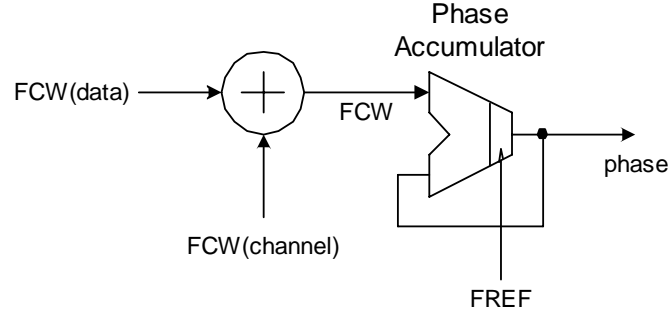 Phase
Accumulator
FCW(data)
FCW
phase
FCW(channel)
FREF